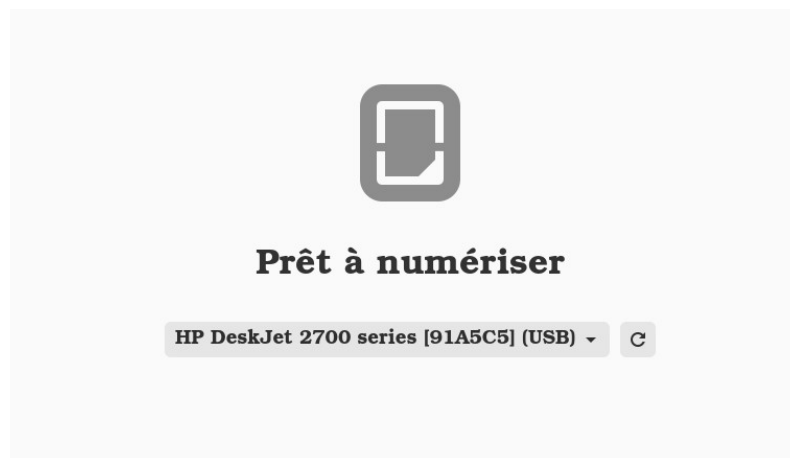 Prêt à numériser
HP DeskJet 2700 series [91A5C5] (USB)